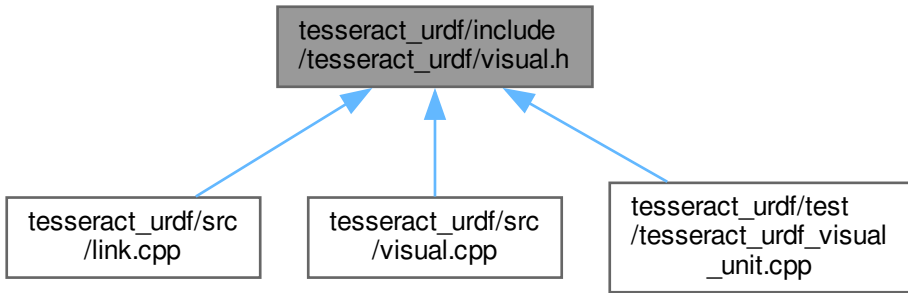 tesseract_urdf/include
/tesseract_urdf/visual.h
tesseract_urdf/src
/link.cpp
tesseract_urdf/src
/visual.cpp
tesseract_urdf/test
/tesseract_urdf_visual
_unit.cpp